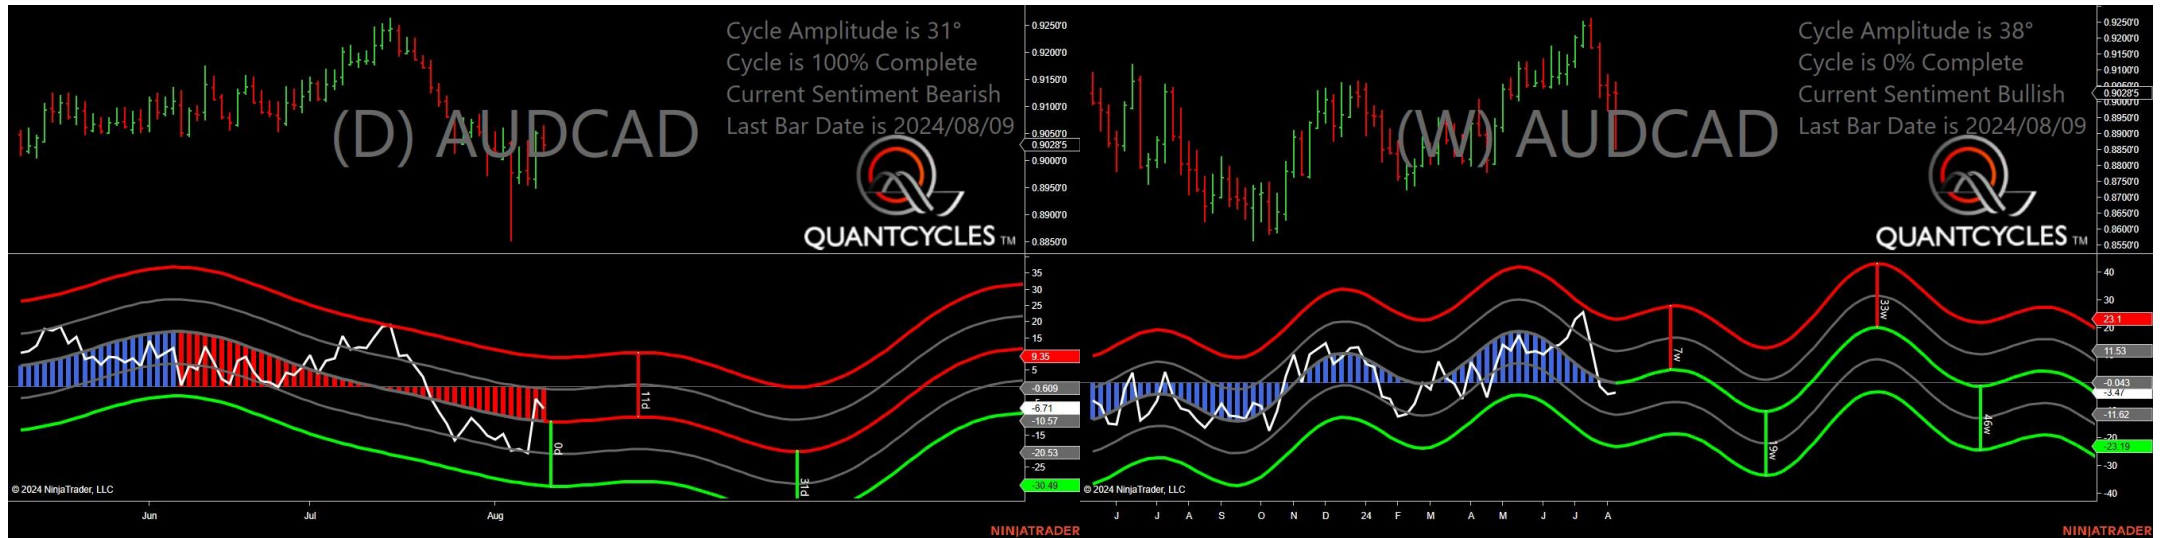 Cycle Amplitude is 31°
Cycle is 100% Complete
Current Sentiment Bearish
Last Bar Date is 2024/08/09
(D) AUDCAD
QUANTCYCLES TM
0.9250'0
0.9200'0
0.9150'0
0.9100'0
0.9050'0
0.9028'5
0.9000'0
0.8950'0
0.8900'0
0.8850'0
35
30
25
20
15
9.35
5
-0.609
-6.71
-10.57
-15
-20.53
-25
-30.49
11d
0d
31d
© 2024 NinjaTrader, LLC
Jun Jul Aug
NINJATRADER
Cycle Amplitude is 38°
Cycle is 0% Complete
Current Sentiment Bullish
Last Bar Date is 2024/08/09
(W) AUDCAD
QUANTCYCLES TM
0.9250'0
0.9200'0
0.9150'0
0.9100'0
0.9028'5
0.9000'0
0.8950'0
0.8900'0
0.8850'0
0.8800'0
0.8750'0
0.8700'0
0.8650'0
0.8600'0
0.8550'0
40
30
23.1
20
11.53
-0.043
-3.47
-11.62
-20
-23.19
-30
-40
7w
19w
33w
46w
© 2024 NinjaTrader, LLC
J J A S O N D 24 F M A M J J A
NINJATRADER